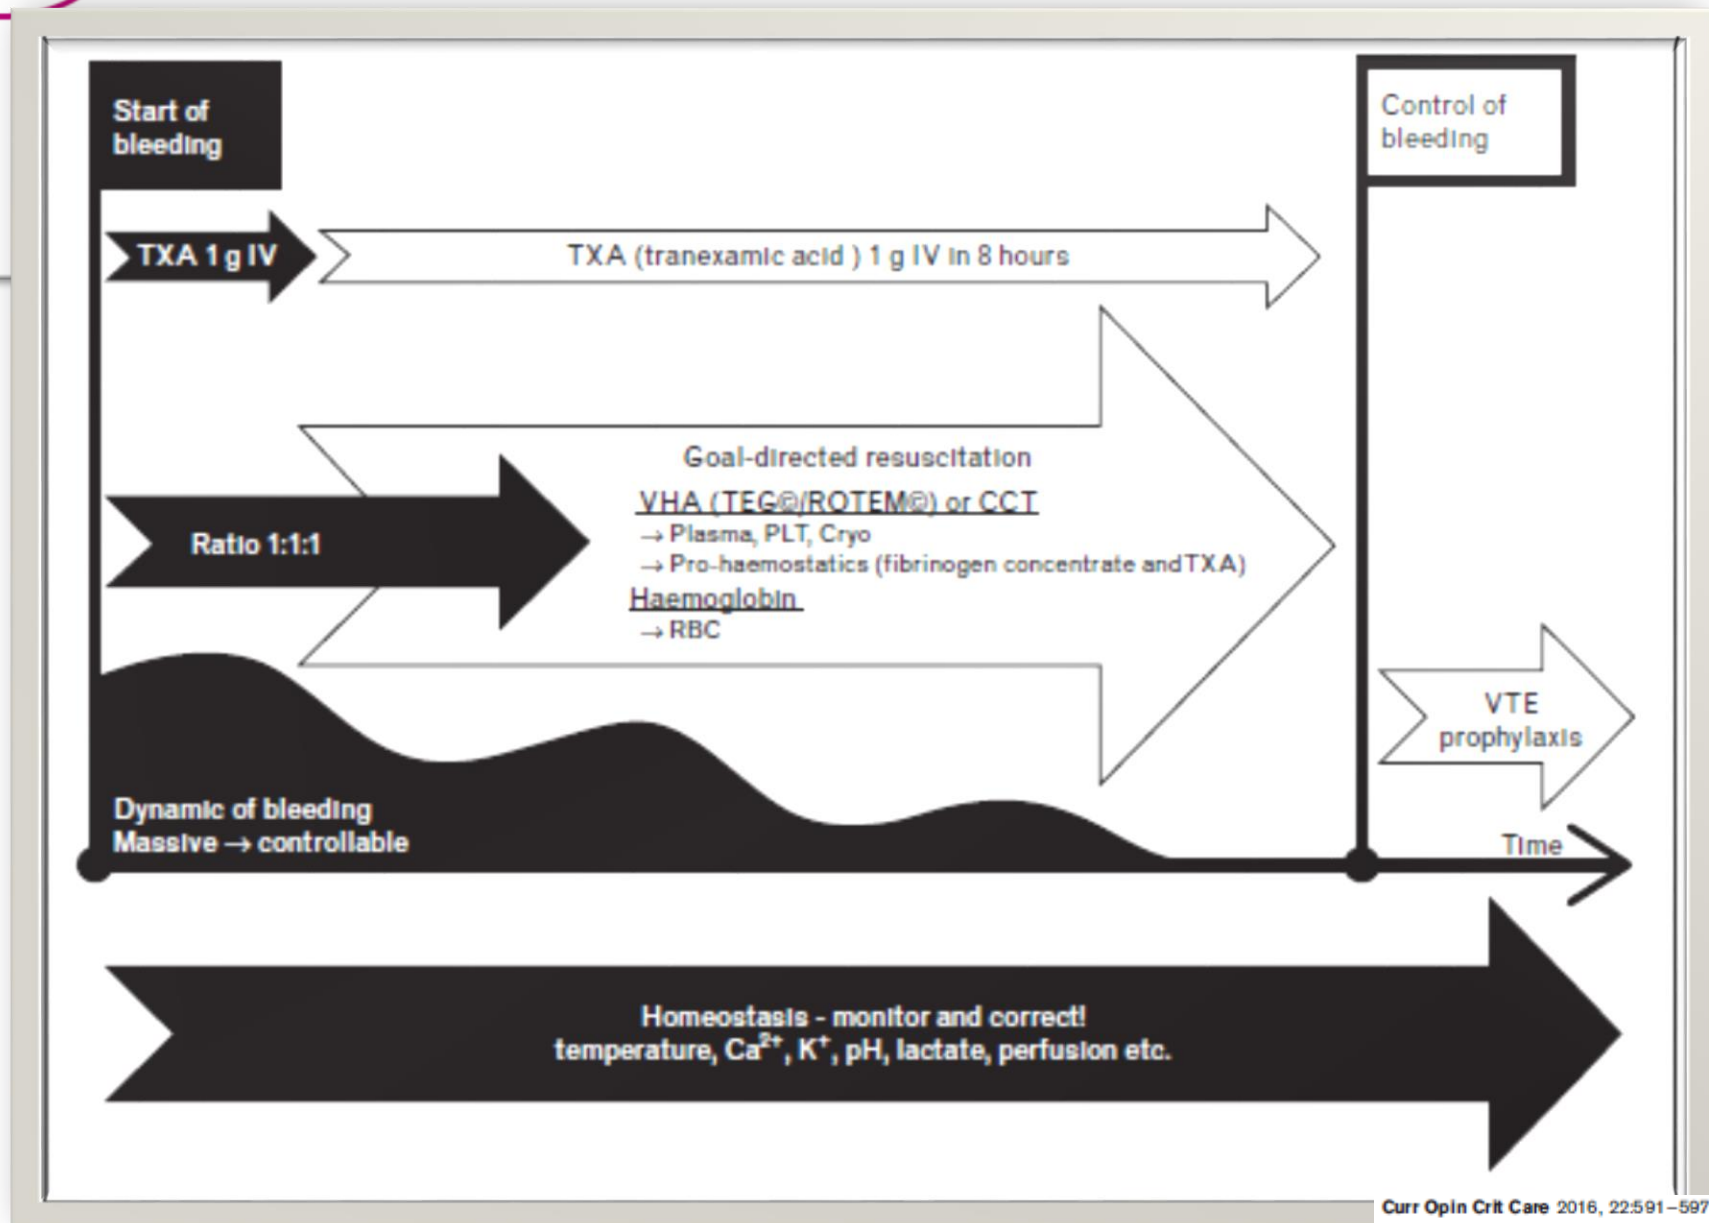 Start of
bleeding
Control of
bleeding
TXA 1 g IV
TXA (tranexamic acid ) 1 g IV in 8 hours
Goal-directed resuscitation
VHA (TEG©/ROTEM©) or CCT
→ Plasma, PLT, Cryo
→ Pro-haemostatics (fibrinogen concentrate and TXA)
Haemoglobin
→ RBC
Ratio 1:1:1
VTE
prophylaxis
Dynamic of bleeding
Massive → controllable
Time
Homeostasis - monitor and correct!
temperature, Ca²⁺, K⁺, pH, lactate, perfusion etc.
Curr Opin Crit Care 2016, 22:591–597